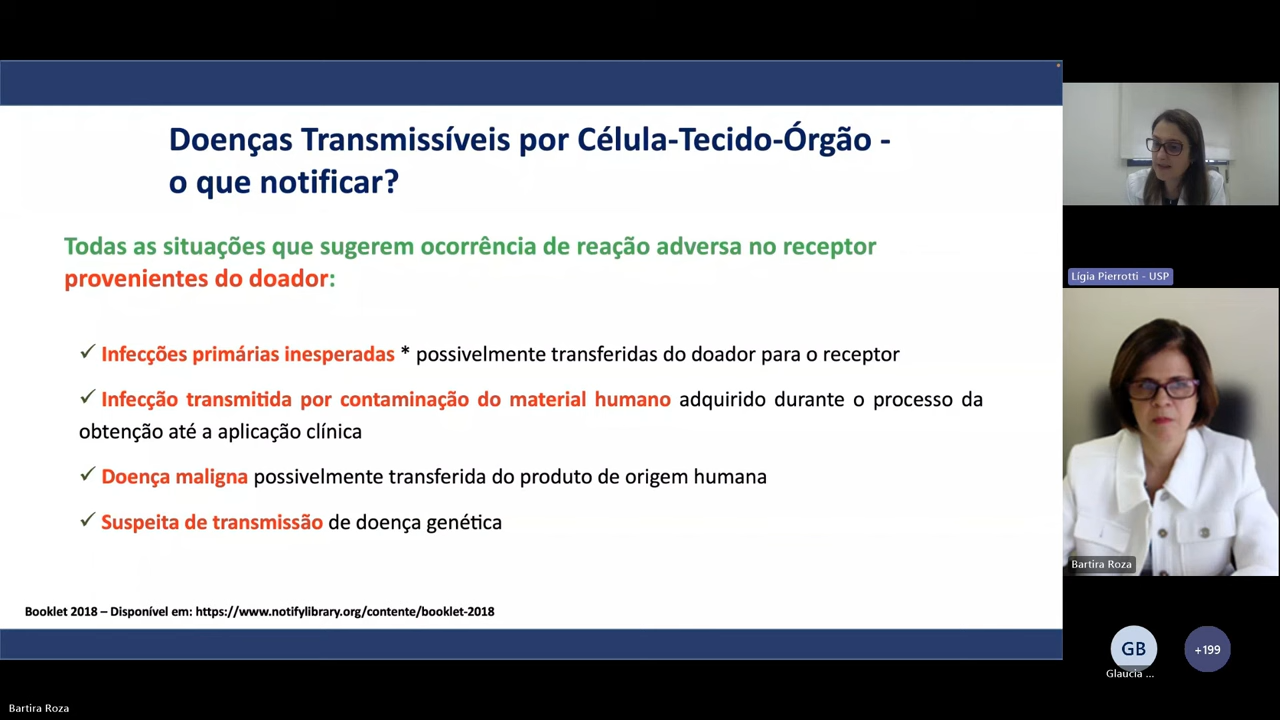 Doenças Transmissíveis por Célula-Tecido-Órgão -
o que notificar?
Todas as situações que sugerem ocorrência de reação adversa no receptor
provenientes do doador:
✓ Infecções primárias inesperadas * possivelmente transferidas do doador para o receptor
✓ Infecção transmitida por contaminação do material humano adquirido durante o processo da
obtenção até a aplicação clínica
✓ Doença maligna possivelmente transferida do produto de origem humana
✓ Suspeita de transmissão de doença genética
Booklet 2018 – Disponível em: https://www.notifylibrary.org/contente/booklet-2018
Lígia Pierrotti - USP
Bartira Roza
GB
+199
Glaucia ...
Bartira Roza